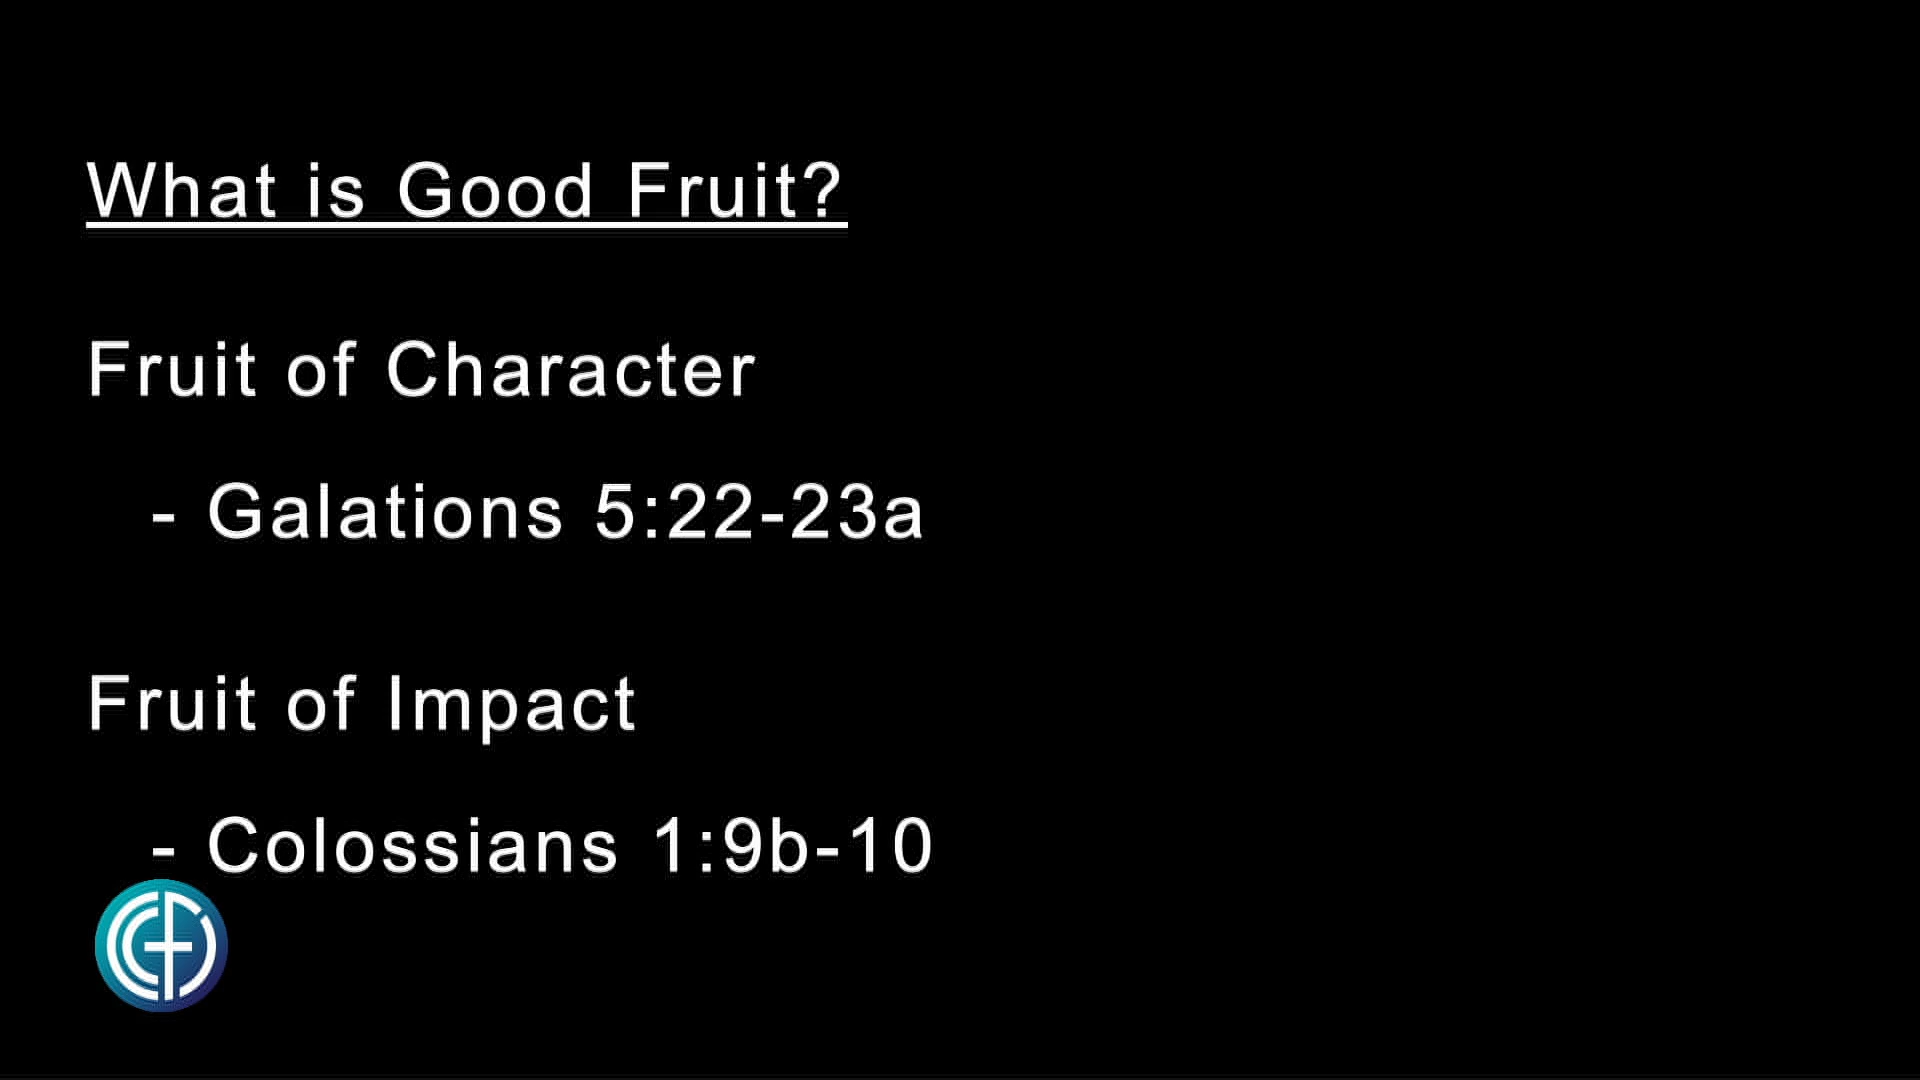 What is Good Fruit?
Fruit of Character
- Galations 5:22-23a
Fruit of Impact
- Colossians 1:9b-10